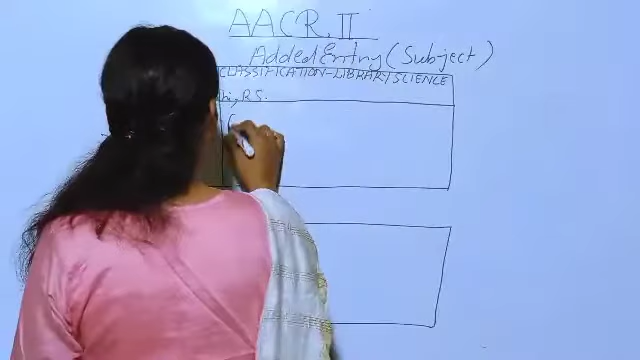 AACR. II
Added Entry (Subject)
CLASSIFICATION-LIBRARY SCIENCE
R.S.